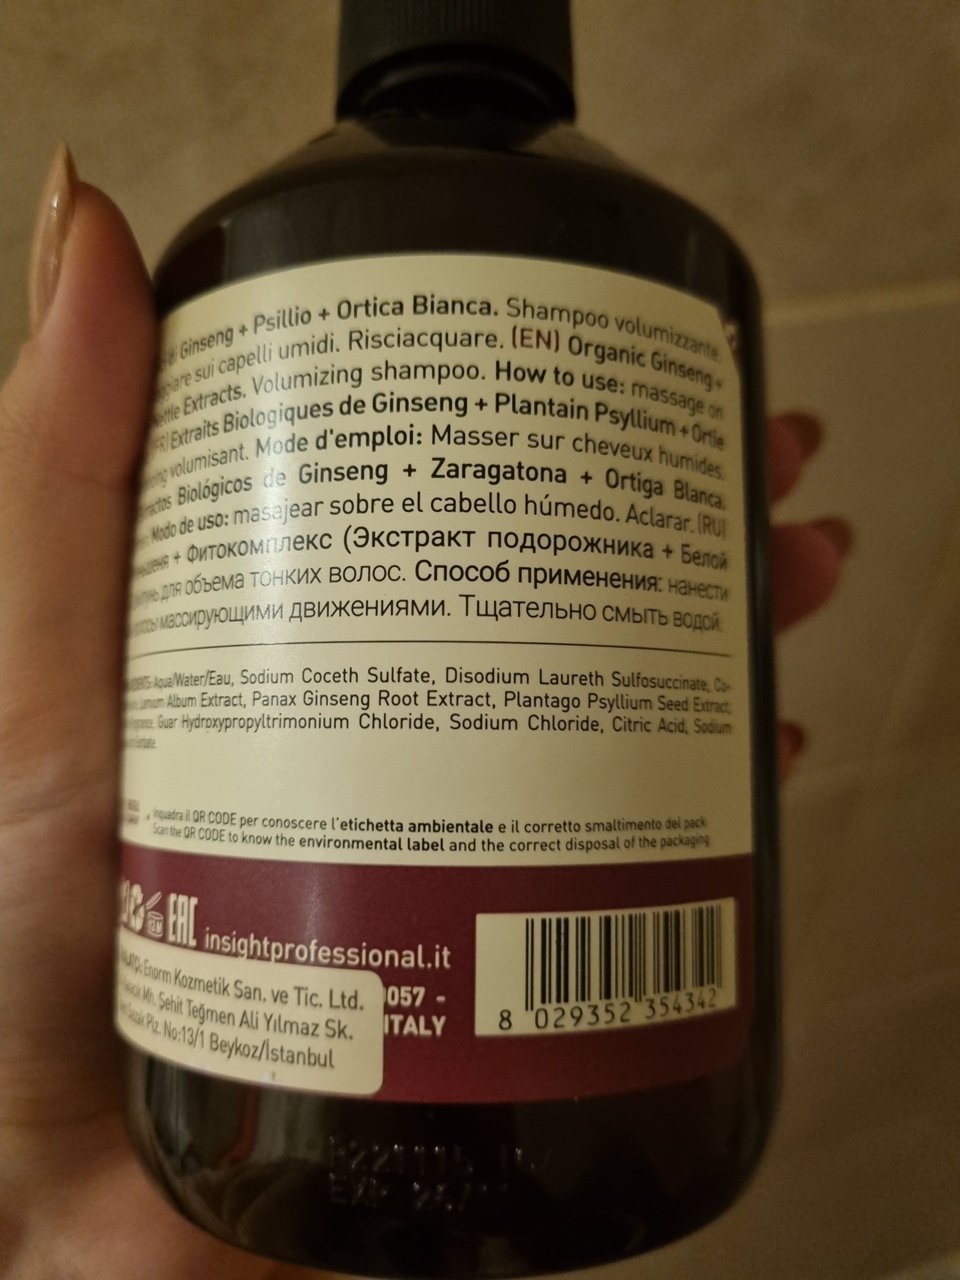 di Ginseng + Psillio + Ortica Bianca. Shampoo volumizzante.
sui capelli umidi. Risciacquare. (EN) Organic Ginseng +
Nettle Extracts. Volumizing shampoo. How to use: massage on
(FR) Extraits Biologiques de Ginseng + Plantain Psyllium + Ortie
volumisant. Mode d'emploi: Masser sur cheveux humides.
Biológicos de Ginseng + Zaragatona + Ortiga Blanca.
Modo de uso: masajear sobre el cabello húmedo. Aclarar. (RU)
+ Фитокомплекс (Экстракт подорожника + Белой
для объема тонких волос. Способ применения: нанести
массирующими движениями. Тщательно смыть водой.
Aqua/Water/Eau, Sodium Coceth Sulfate, Disodium Laureth Sulfosuccinate, Co-
Lamium Album Extract, Panax Ginseng Root Extract, Plantago Psyllium Seed Extract,
Guar Hydroxypropyltrimonium Chloride, Sodium Chloride, Citric Acid, Sodium
Inquadra il QR CODE per conoscere l'etichetta ambientale e il corretto smaltimento del pack
Scan the QR CODE to know the environmental label and the correct disposal of the packaging
12M EAC insightprofessional.it
Enorm Kozmetik San. ve Tic. Ltd.
Mh. Şehit Teğmen Ali Yılmaz Sk.
Plz. No:13/1 Beykoz/İstanbul
0057 -
ITALY
8 029352 354342
EXP